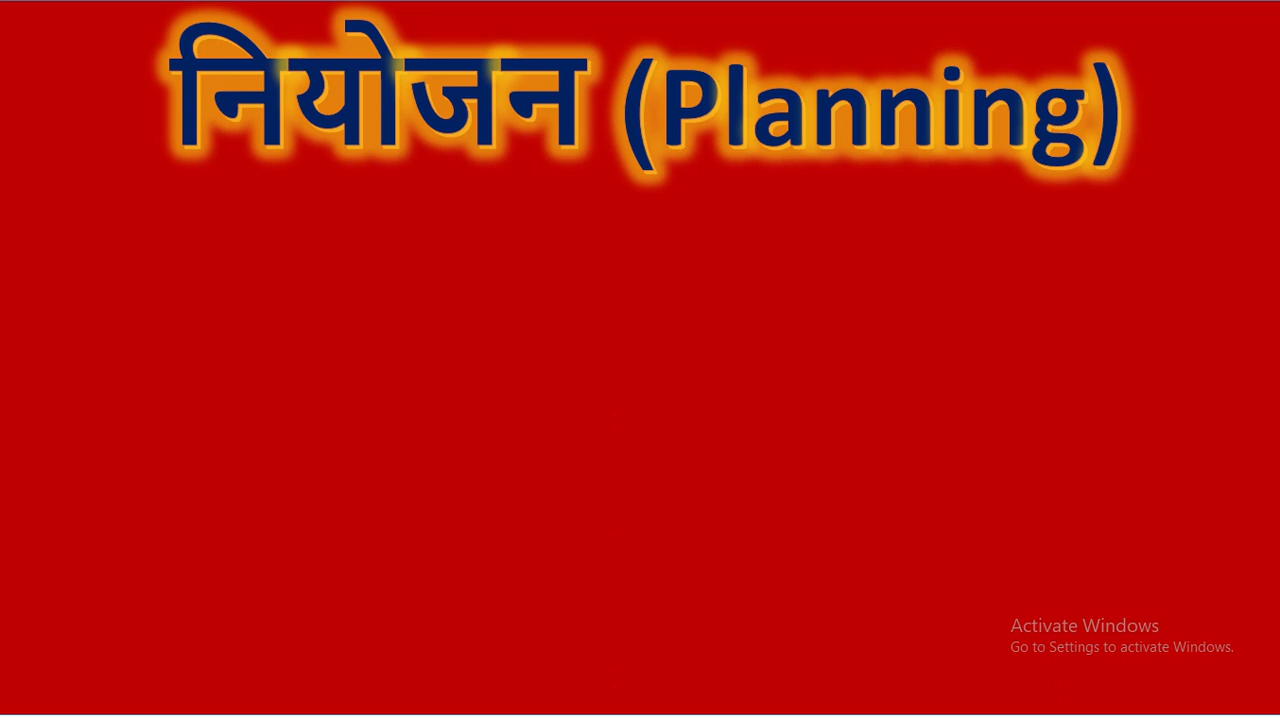 नियोजन (Planning)
Activate Windows
Go to Settings to activate Windows.